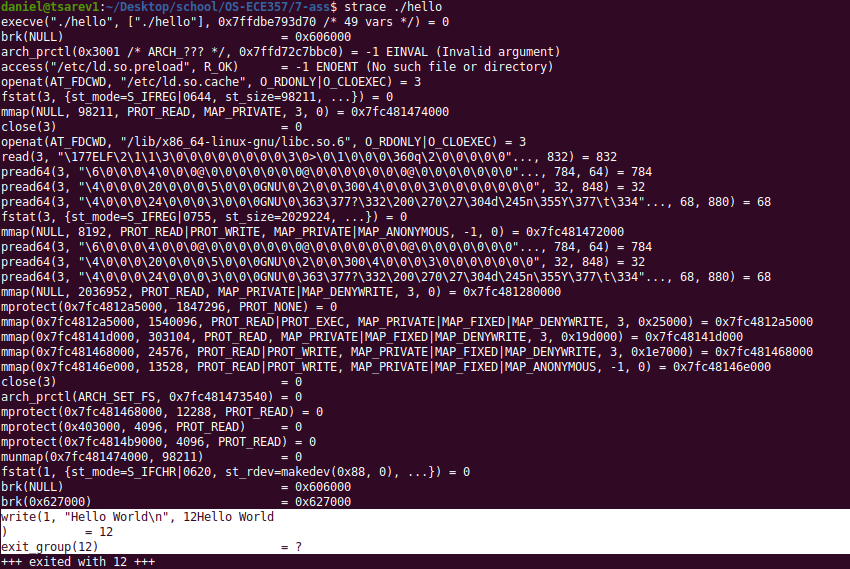 daniel@tsarev1:~/Desktop/school/OS-ECE357/7-ass$ strace ./hello
execve("./hello", ["./hello"], 0x7ffdbe793d70 /* 49 vars */) = 0
brk(NULL)                               = 0x606000
arch_prctl(0x3001 /* ARCH_??? */, 0x7ffd72c7bbc0) = -1 EINVAL (Invalid argument)
access("/etc/ld.so.preload", R_OK)      = -1 ENOENT (No such file or directory)
openat(AT_FDCWD, "/etc/ld.so.cache", O_RDONLY|O_CLOEXEC) = 3
fstat(3, {st_mode=S_IFREG|0644, st_size=98211, ...}) = 0
mmap(NULL, 98211, PROT_READ, MAP_PRIVATE, 3, 0) = 0x7fc481474000
close(3)                                = 0
openat(AT_FDCWD, "/lib/x86_64-linux-gnu/libc.so.6", O_RDONLY|O_CLOEXEC) = 3
read(3, "\177ELF\2\1\1\3\0\0\0\0\0\0\0\0\3\0>\0\1\0\0\0\360q\2\0\0\0\0\0"..., 832) = 832
pread64(3, "\6\0\0\0\4\0\0\0@\0\0\0\0\0\0\0@\0\0\0\0\0\0\0@\0\0\0\0\0\0\0"..., 784, 64) = 784
pread64(3, "\4\0\0\0\20\0\0\0\5\0\0\0GNU\0\2\0\0\300\4\0\0\0\3\0\0\0\0\0\0\0", 32, 848) = 32
pread64(3, "\4\0\0\0\24\0\0\0\3\0\0\0GNU\0\363\377?\332\200\270\27\304d\245n\355Y\377\t\334"..., 68, 880) = 68
fstat(3, {st_mode=S_IFREG|0755, st_size=2029224, ...}) = 0
mmap(NULL, 8192, PROT_READ|PROT_WRITE, MAP_PRIVATE|MAP_ANONYMOUS, -1, 0) = 0x7fc481472000
pread64(3, "\6\0\0\0\4\0\0\0@\0\0\0\0\0\0\0@\0\0\0\0\0\0\0@\0\0\0\0\0\0\0"..., 784, 64) = 784
pread64(3, "\4\0\0\0\20\0\0\0\5\0\0\0GNU\0\2\0\0\300\4\0\0\0\3\0\0\0\0\0\0\0", 32, 848) = 32
pread64(3, "\4\0\0\0\24\0\0\0\3\0\0\0GNU\0\363\377?\332\200\270\27\304d\245n\355Y\377\t\334"..., 68, 880) = 68
mmap(NULL, 2036952, PROT_READ, MAP_PRIVATE|MAP_DENYWRITE, 3, 0) = 0x7fc481280000
mprotect(0x7fc4812a5000, 1847296, PROT_NONE) = 0
mmap(0x7fc4812a5000, 1540096, PROT_READ|PROT_EXEC, MAP_PRIVATE|MAP_FIXED|MAP_DENYWRITE, 3, 0x25000) = 0x7fc4812a5000
mmap(0x7fc48141d000, 303104, PROT_READ, MAP_PRIVATE|MAP_FIXED|MAP_DENYWRITE, 3, 0x19d000) = 0x7fc48141d000
mmap(0x7fc481468000, 24576, PROT_READ|PROT_WRITE, MAP_PRIVATE|MAP_FIXED|MAP_DENYWRITE, 3, 0x1e7000) = 0x7fc481468000
mmap(0x7fc48146e000, 13528, PROT_READ|PROT_WRITE, MAP_PRIVATE|MAP_FIXED|MAP_ANONYMOUS, -1, 0) = 0x7fc48146e000
close(3)                                = 0
arch_prctl(ARCH_SET_FS, 0x7fc481473540) = 0
mprotect(0x7fc481468000, 12288, PROT_READ) = 0
mprotect(0x403000, 4096, PROT_READ)     = 0
mprotect(0x7fc4814b9000, 4096, PROT_READ) = 0
munmap(0x7fc481474000, 98211)           = 0
fstat(1, {st_mode=S_IFCHR|0620, st_rdev=makedev(0x88, 0), ...}) = 0
brk(NULL)                               = 0x606000
brk(0x627000)                           = 0x627000
write(1, "Hello World\n", 12Hello World
)           = 12
exit_group(12)                          = ?
+++ exited with 12 +++